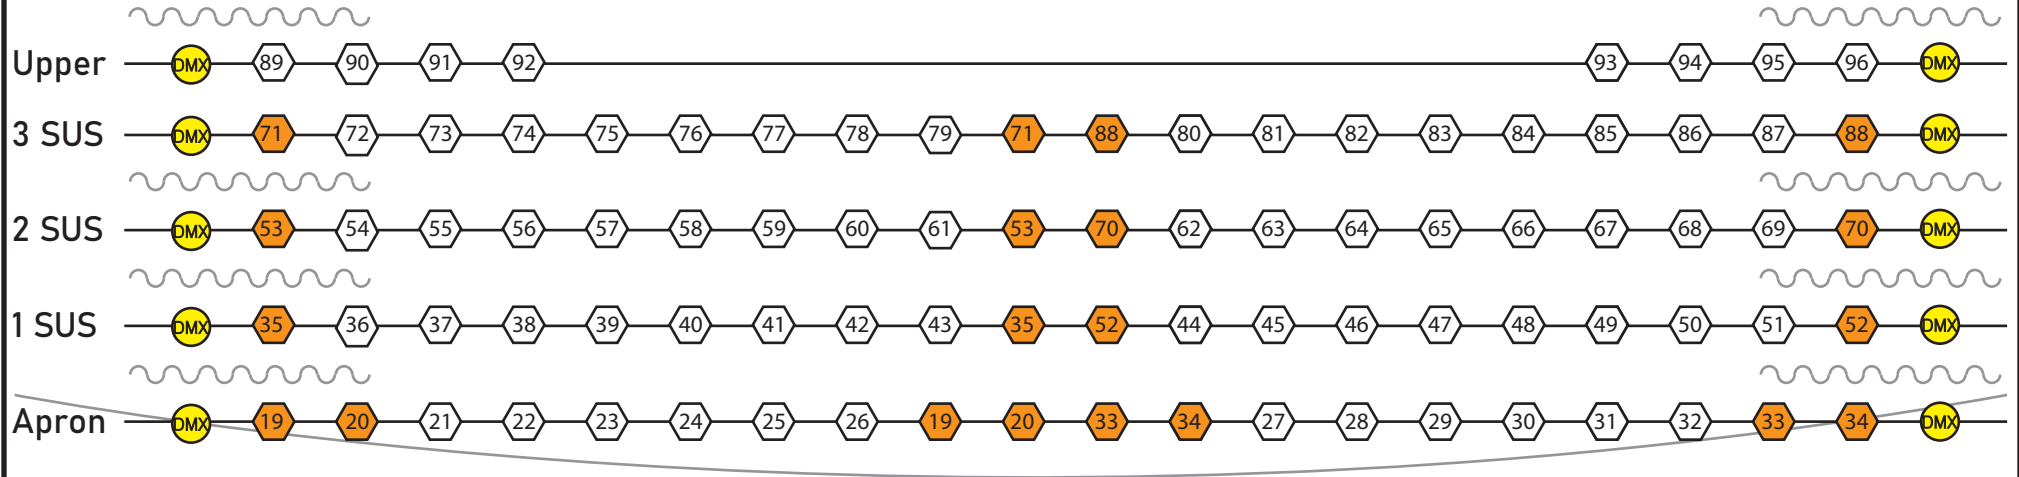 Upper DMX 89 90 91 92 93 94 95 96 DMX
3 SUS DMX 71 72 73 74 75 76 77 78 79 71 88 80 81 82 83 84 85 86 87 88 DMX
2 SUS DMX 53 54 55 56 57 58 59 60 61 53 70 62 63 64 65 66 67 68 69 70 DMX
1 SUS DMX 35 36 37 38 39 40 41 42 43 35 52 44 45 46 47 48 49 50 51 52 DMX
Apron DMX 19 20 21 22 23 24 25 26 19 20 33 34 27 28 29 30 31 32 33 34 DMX